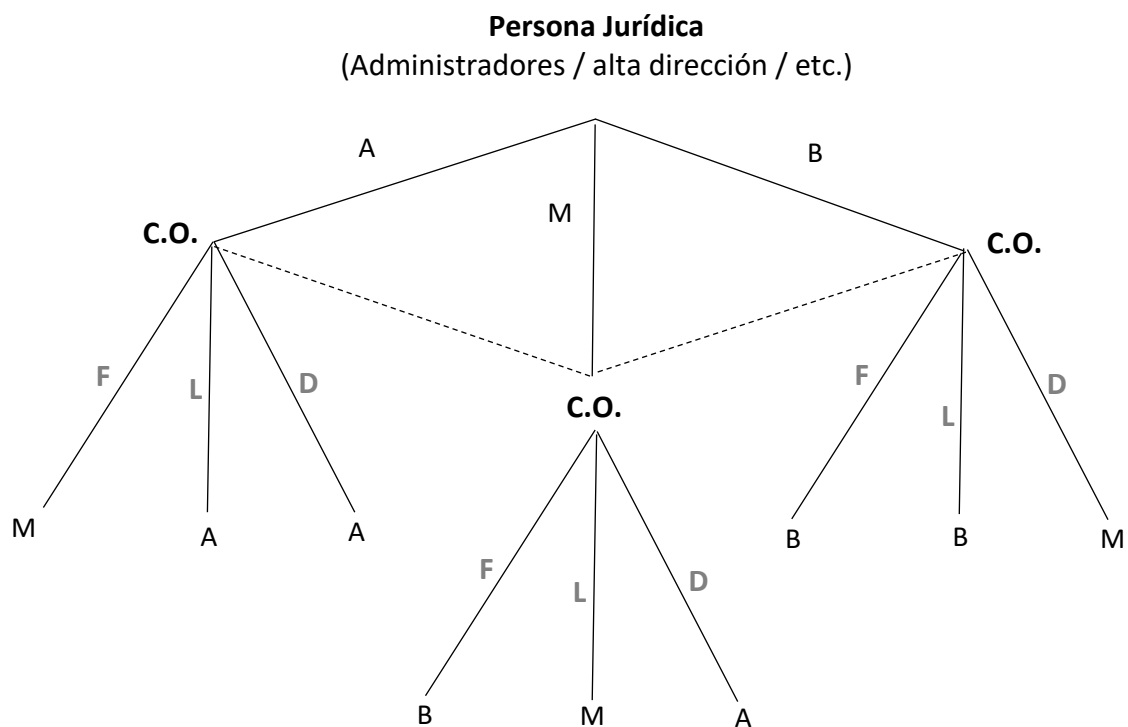 Persona Jurídica
(Administradores / alta dirección / etc.)
A
B
M
C.O.
C.O.
F
L
D
F
L
D
C.O.
M
A
A
B
B
M
F
L
D
B
M
A